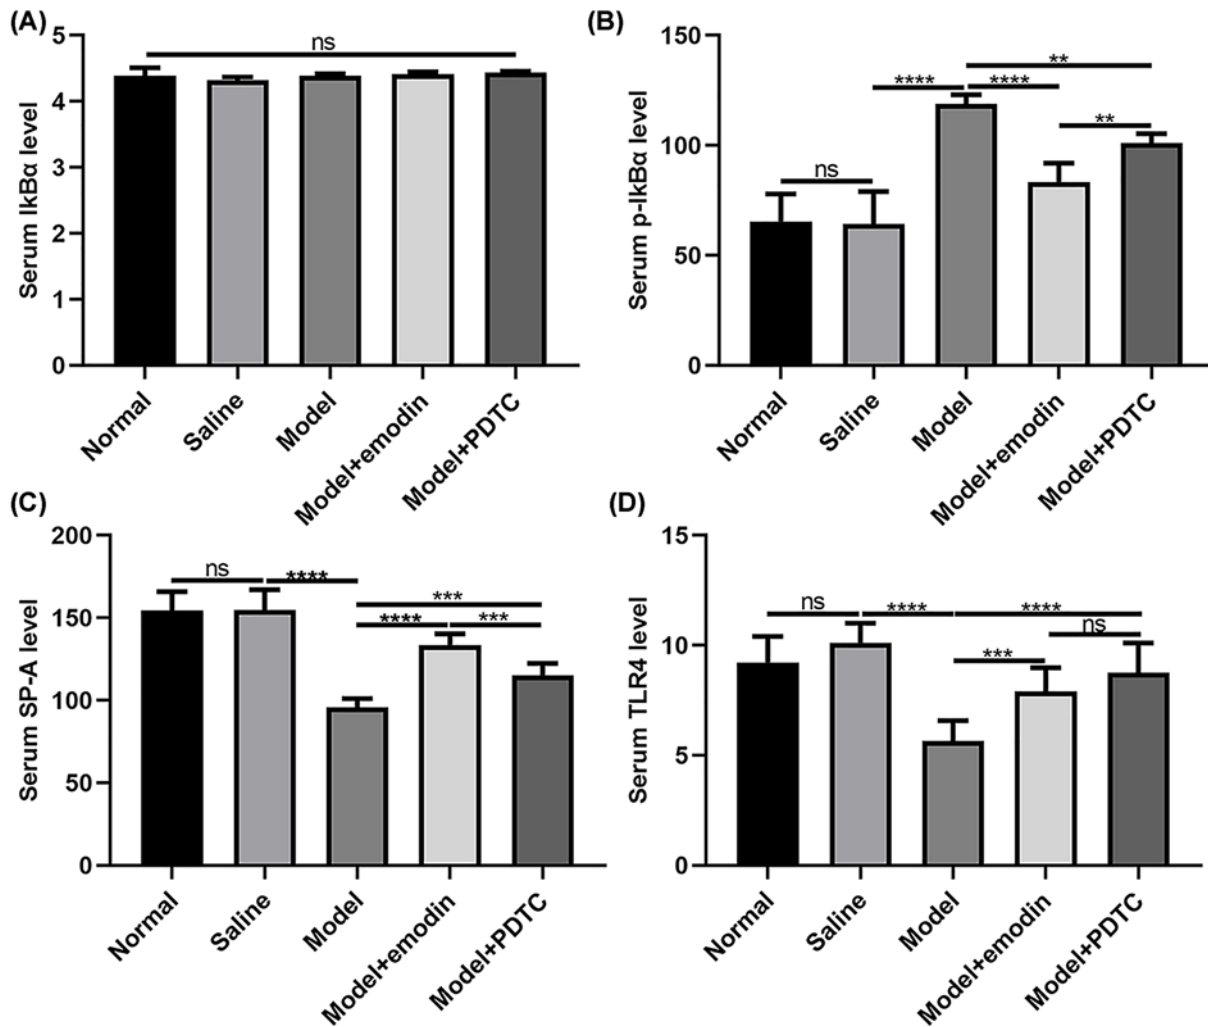 (A)
Serum IkBα level
5
4
3
2
1
0
ns
Normal
Saline
Model
Model+emodin
Model+PDTC
(B)
Serum p-IkBα level
150
100
50
0
ns
****
****
**
**
Normal
Saline
Model
Model+emodin
Model+PDTC
(C)
Serum SP-A level
200
150
100
50
0
ns
****
***
****
***
Normal
Saline
Model
Model+emodin
Model+PDTC
(D)
Serum TLR4 level
15
10
5
0
ns
****
****
ns
***
Normal
Saline
Model
Model+emodin
Model+PDTC